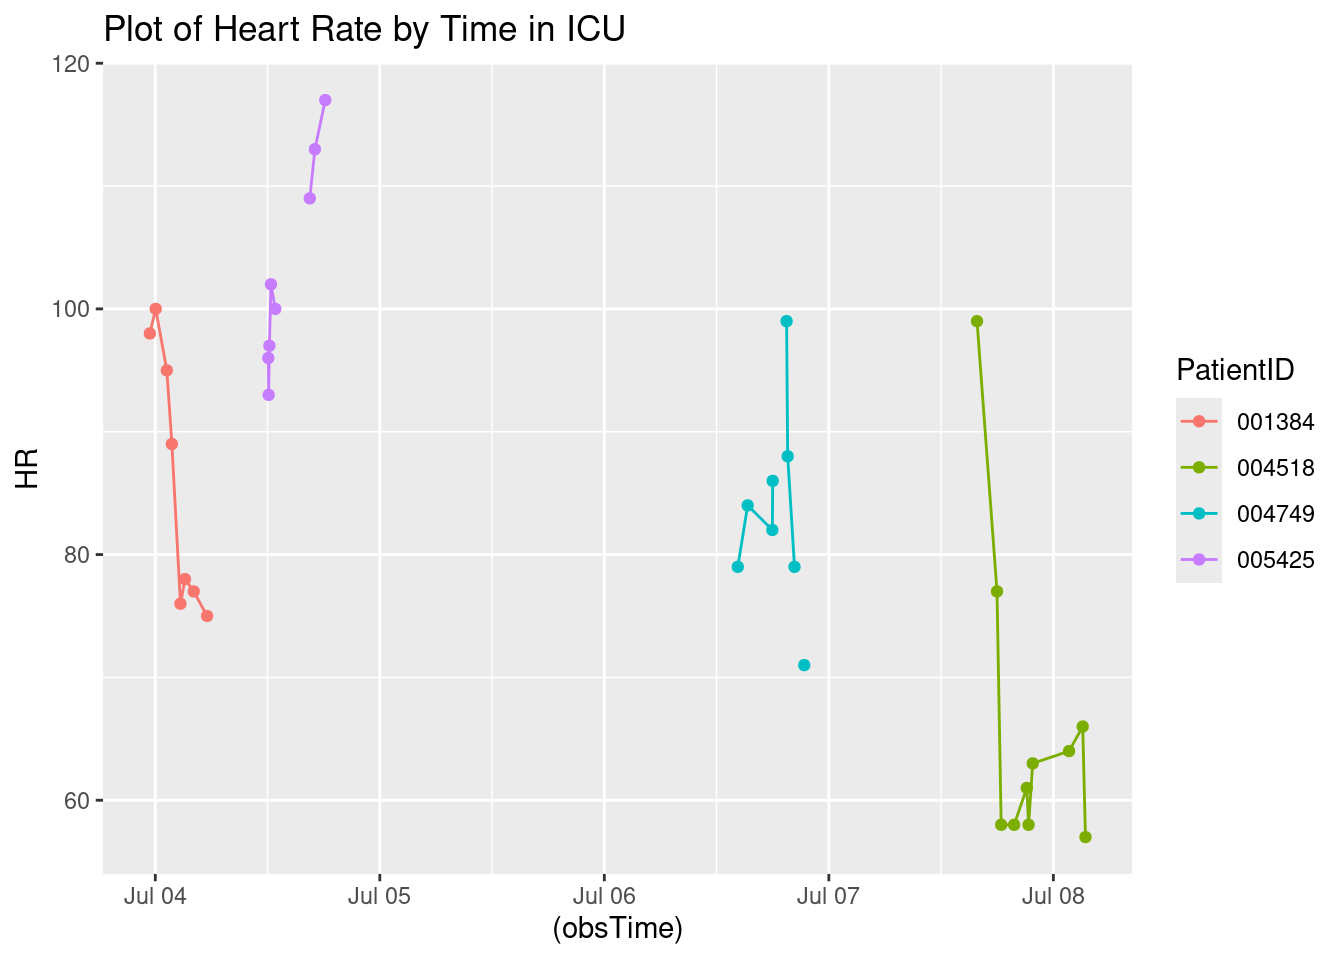 Plot of Heart Rate by Time in ICU
120
100
80
60
HR
Jul 04
Jul 05
Jul 06
Jul 07
Jul 08
(obsTime)
PatientID
001384
004518
004749
005425